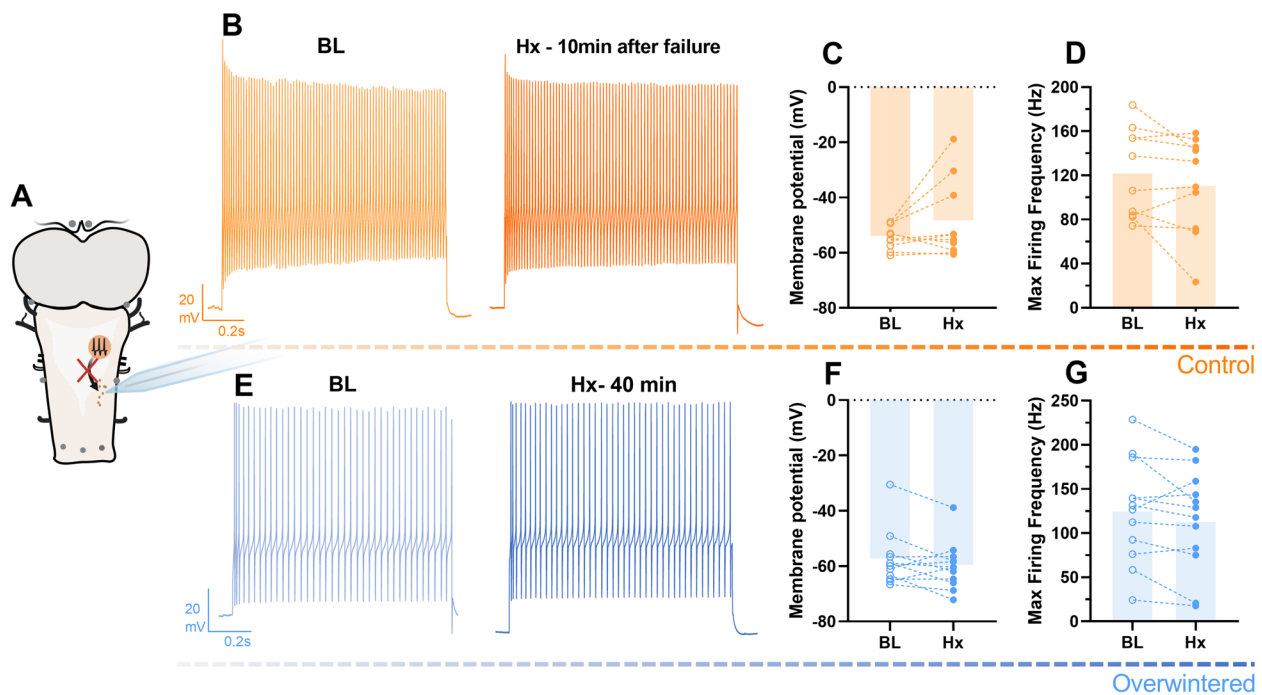 A
B
BL
Hx - 10min after failure
20
mV
0.2s
C
Membrane potential (mV)
0
-20
-40
-60
-80
BL
Hx
D
Max Firing Frequency (Hz)
200
160
120
80
40
0
BL
Hx
Control
E
BL
Hx- 40 min
20
mV
0.2s
F
Membrane potential (mV)
0
-20
-40
-60
-80
BL
Hx
G
Max Firing Frequency (Hz)
250
200
150
100
50
0
BL
Hx
Overwintered